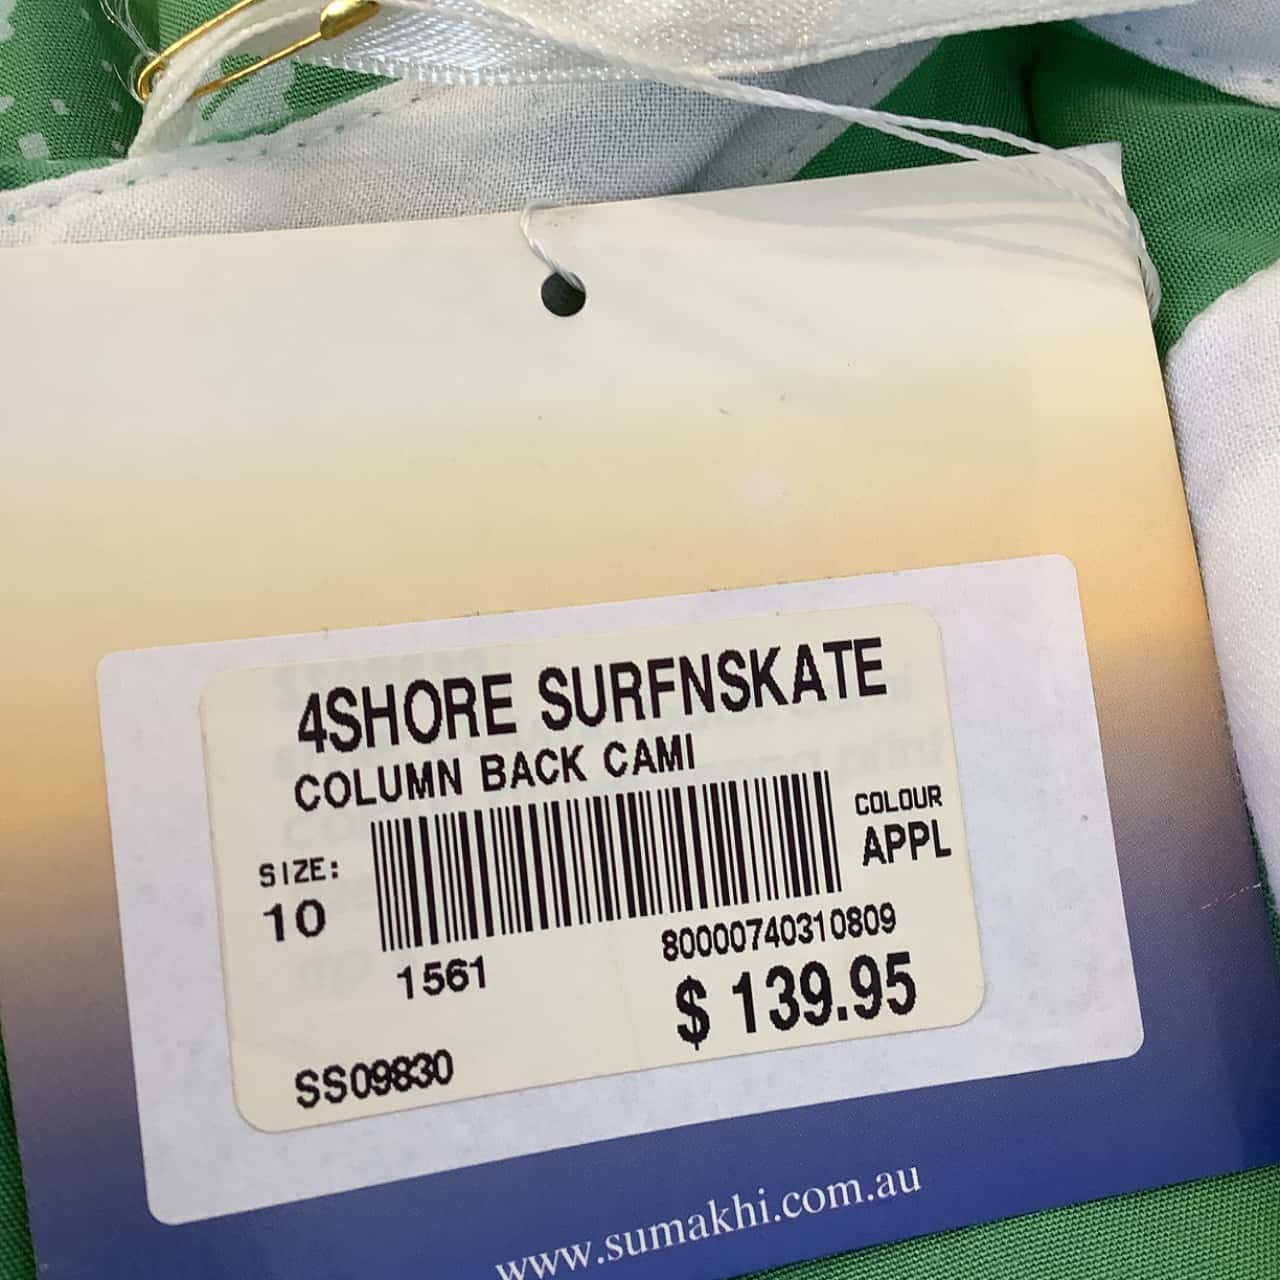 4SHORE SURFNSKATE
COLUMN BACK CAMI
COLOUR
APPL
SIZE:
10
80000740310809
1561
$ 139.95
SS09830
www.sumakhi.com.au